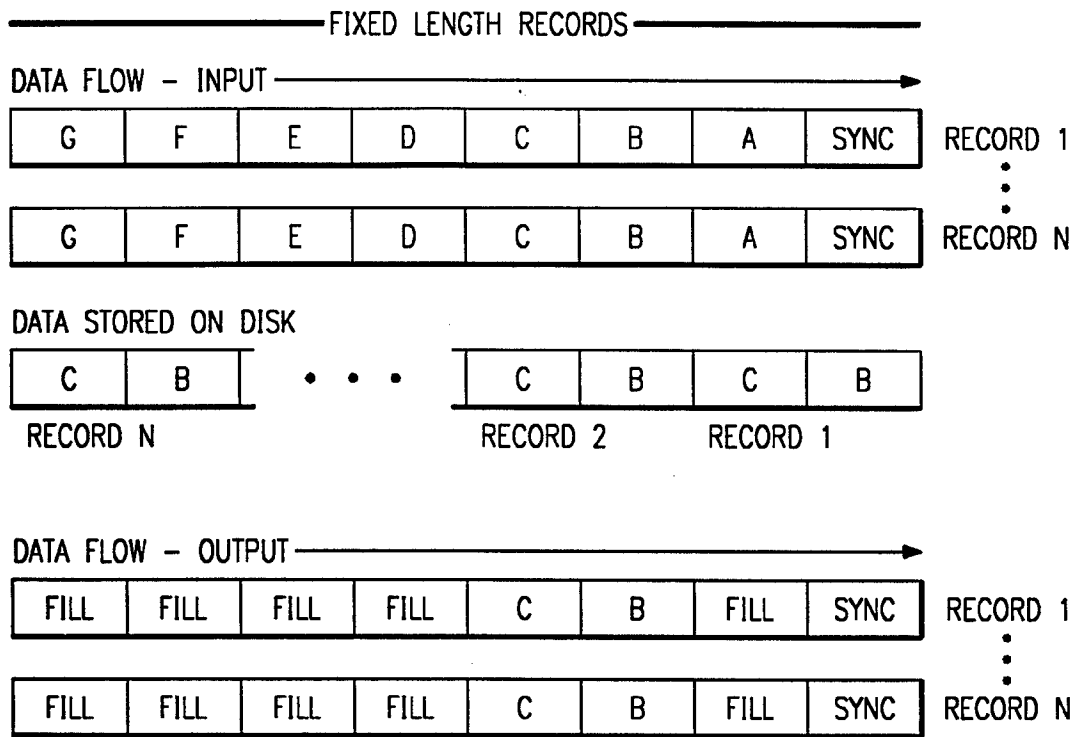 FIXED LENGTH RECORDS
DATA FLOW – INPUT
G F E D C B A SYNC RECORD 1
G F E D C B A SYNC RECORD N
DATA STORED ON DISK
C B C B C B
RECORD N RECORD 2 RECORD 1
DATA FLOW – OUTPUT
FILL FILL FILL FILL C B FILL SYNC RECORD 1
FILL FILL FILL FILL C B FILL SYNC RECORD N